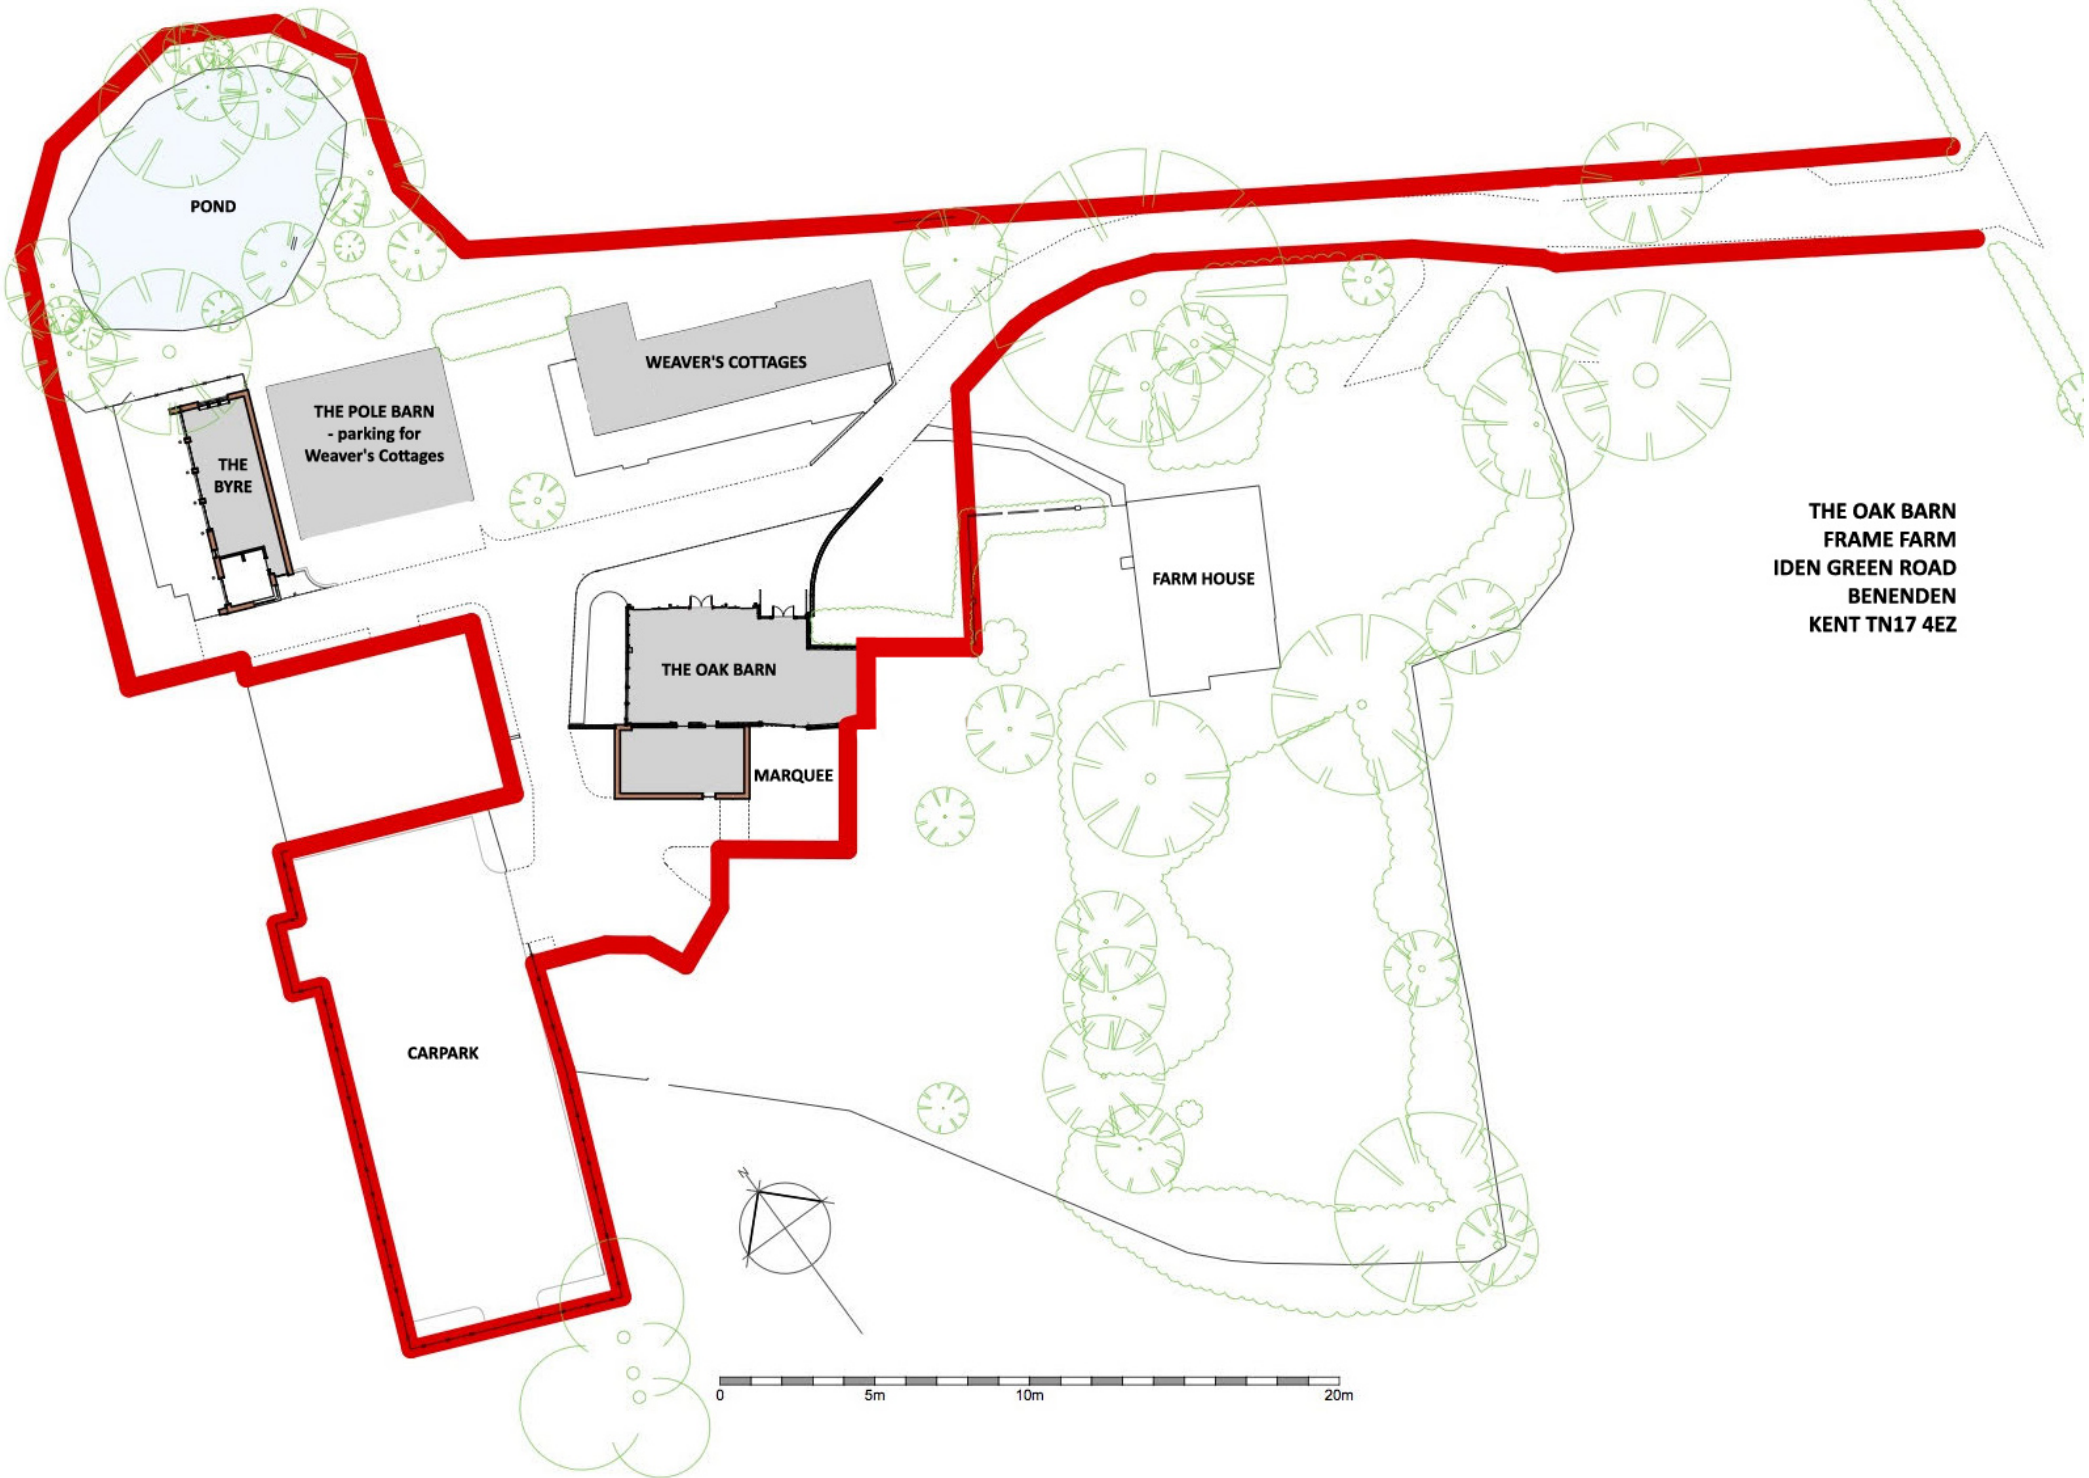 POND
WEAVER'S COTTAGES
THE POLE BARN
- parking for
Weaver's Cottages
THE
BYRE
THE OAK BARN
FRAME FARM
IDEN GREEN ROAD
BENENDEN
KENT TN17 4EZ
FARM HOUSE
THE OAK BARN
MARQUEE
CARPARK
N
0 5m 10m 20m